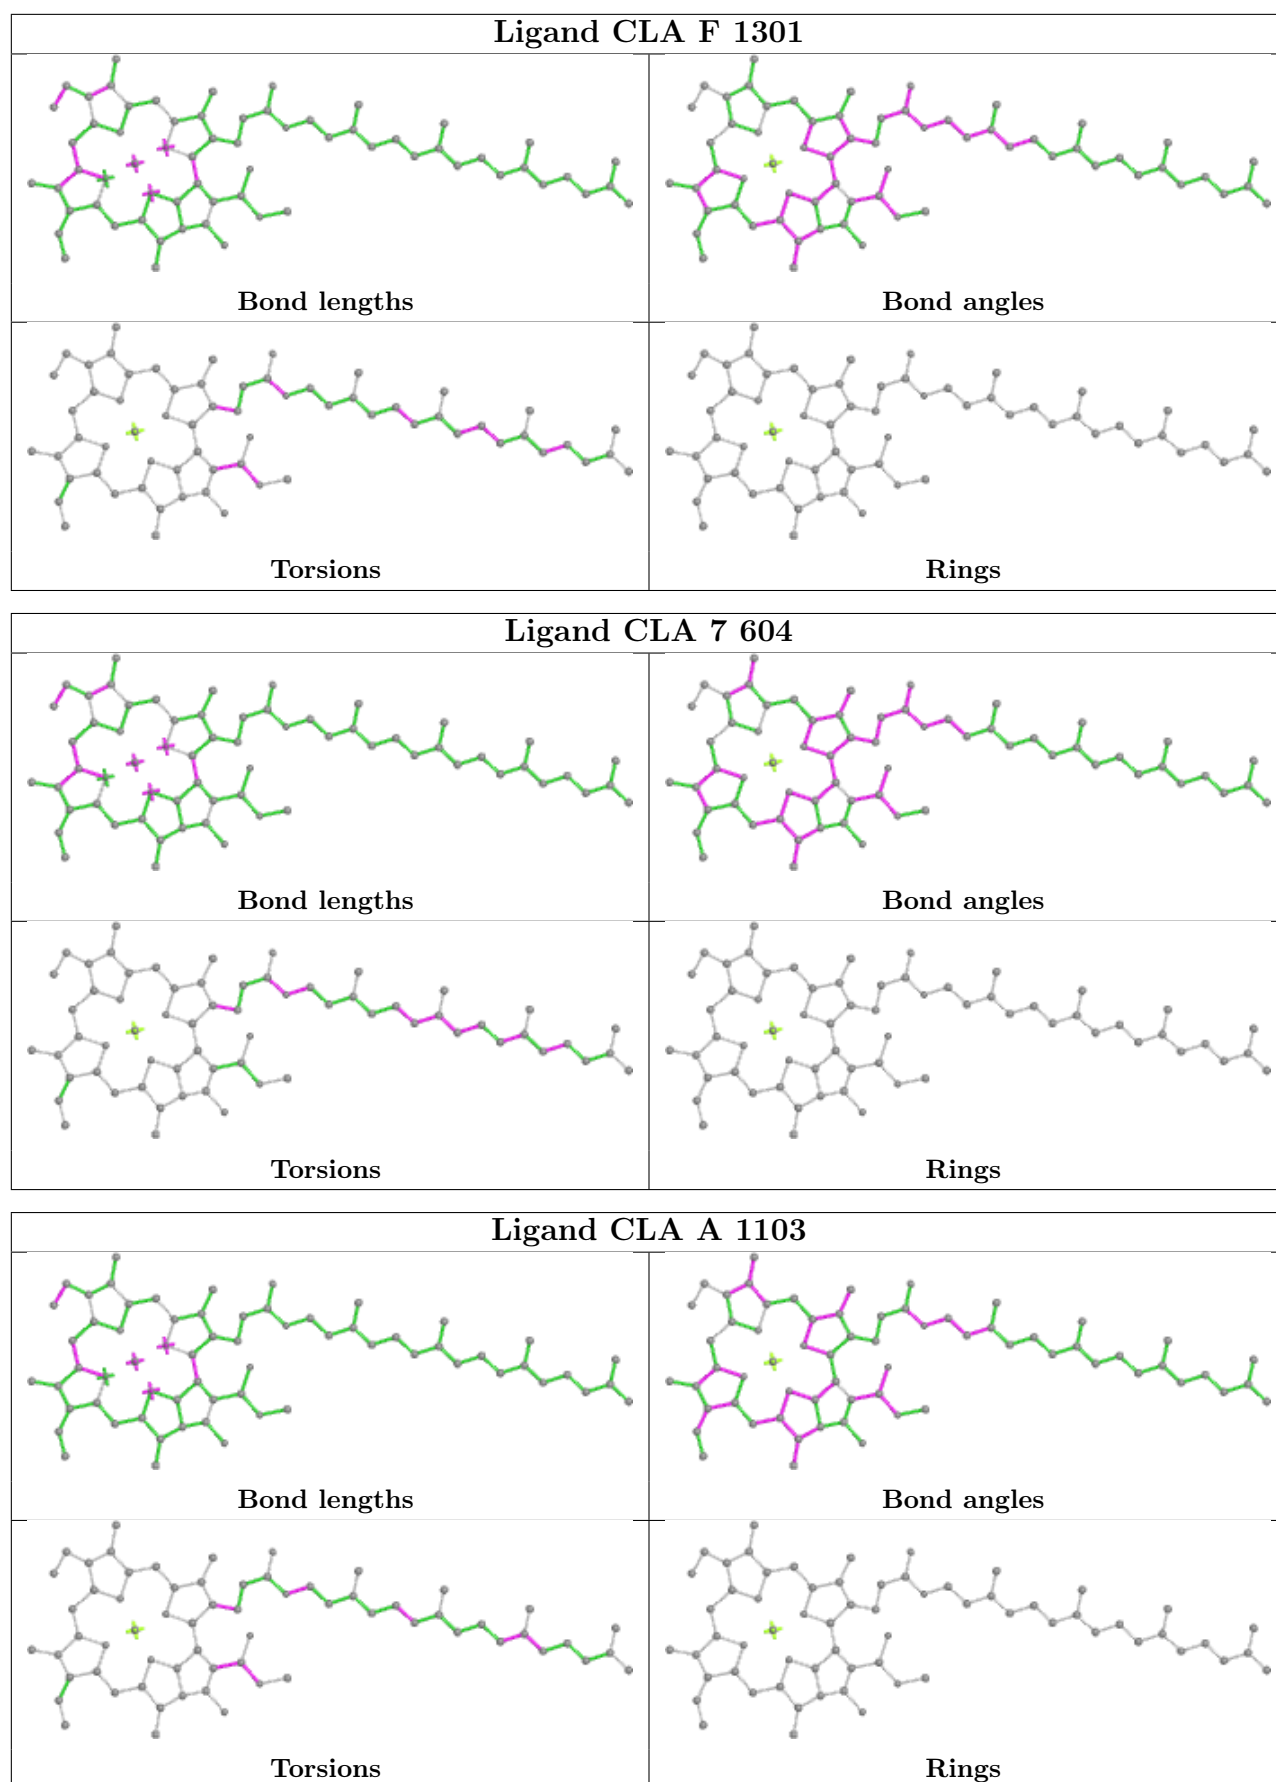 Ligand CLA F 1301
Bond lengths
Bond angles
Torsions
Rings
Ligand CLA 7 604
Bond lengths
Bond angles
Torsions
Rings
Ligand CLA A 1103
Bond lengths
Bond angles
Torsions
Rings